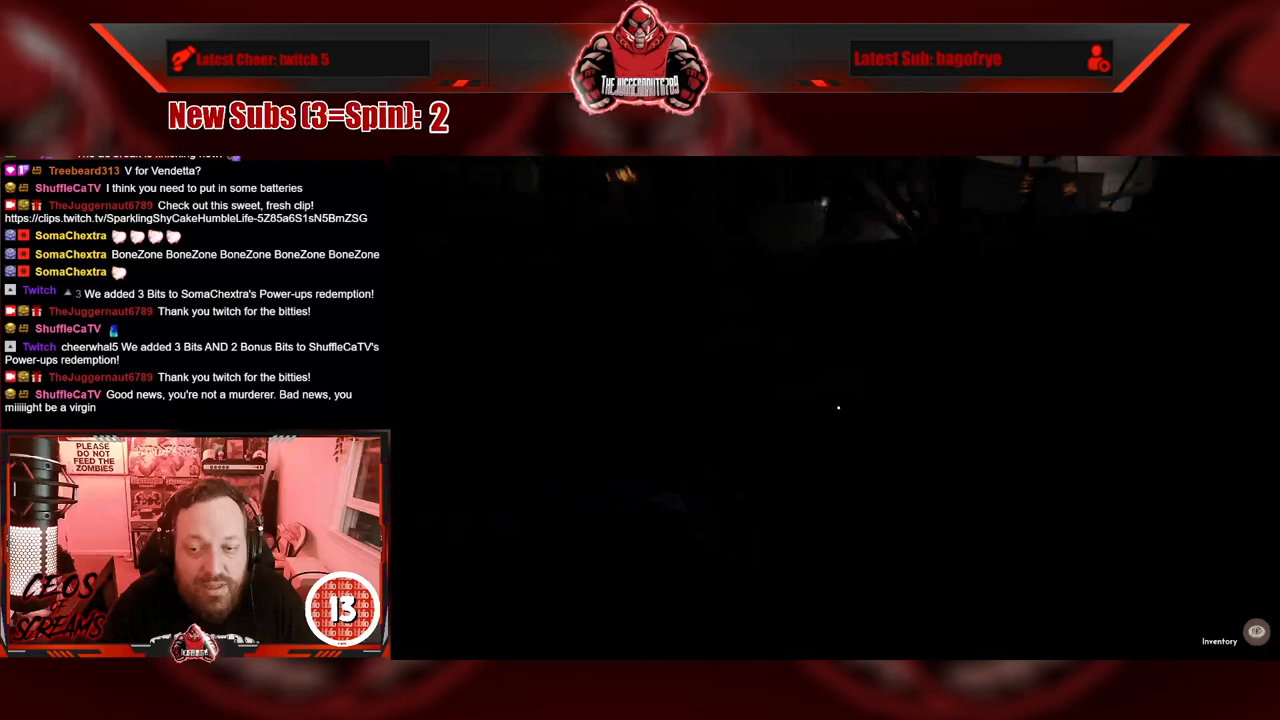 Latest Cheer: twitch 5
THEJUGGERNAUT6789
Latest Sub: bagofrye
New Subs (3=Spin): 2
Treebeard313 V for Vendetta?
ShuffleCaTV I think you need to put in some batteries
TheJuggernaut6789 Check out this sweet, fresh clip!
https://clips.twitch.tv/SparklingShyCakeHumbleLife-5Z85a6S1sN5BmZSG
SomaChextra
SomaChextra BoneZone BoneZone BoneZone BoneZone BoneZone
SomaChextra
Twitch 3 We added 3 Bits to SomaChextra's Power-ups redemption!
TheJuggernaut6789 Thank you twitch for the bitties!
ShuffleCaTV
Twitch cheerwhal5 We added 3 Bits AND 2 Bonus Bits to ShuffleCaTV's
Power-ups redemption!
TheJuggernaut6789 Thank you twitch for the bitties!
ShuffleCaTV Good news, you're not a murderer. Bad news, you
miiiiight be a virgin
PLEASE
DO NOT
FEED THE
ZOMBIES
CEOS
OF
SCREAMS
13
Inventory